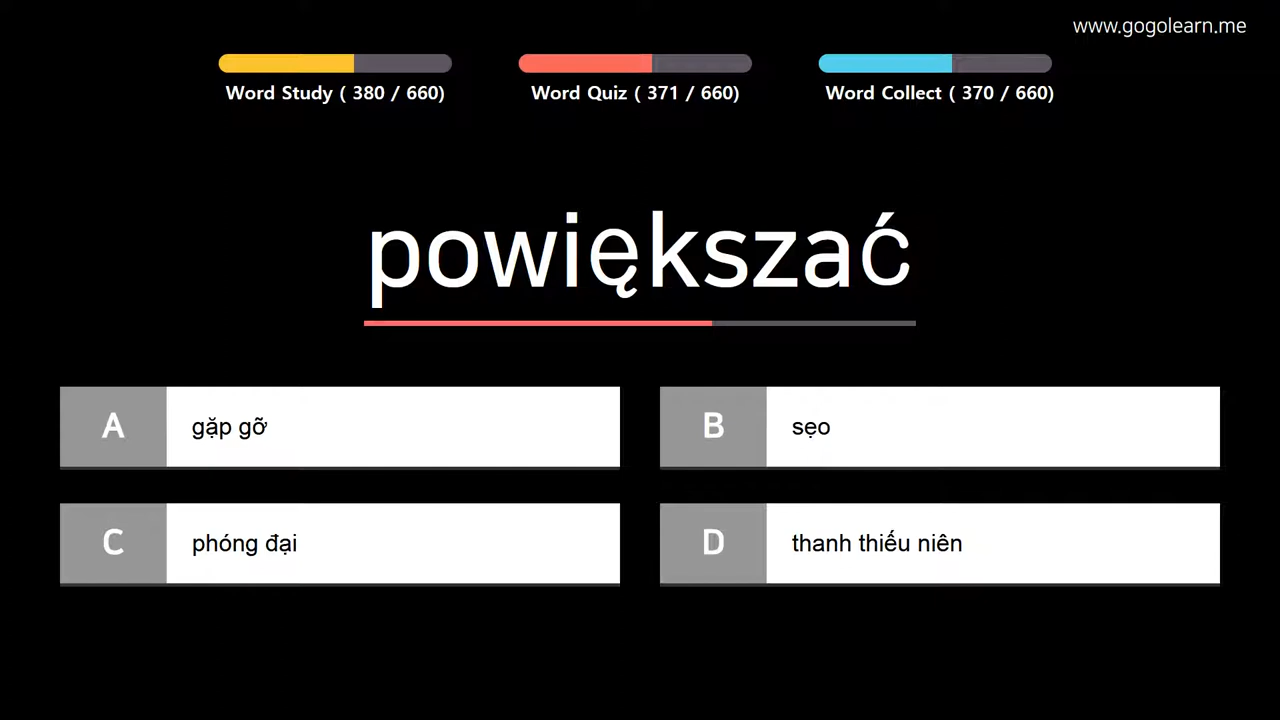 www.gogolearn.me
Word Study ( 380 / 660)
Word Quiz ( 371 / 660)
Word Collect ( 370 / 660)
powiększać
A gặp gỡ
B sẹo
C phóng đại
D thanh thiếu niên